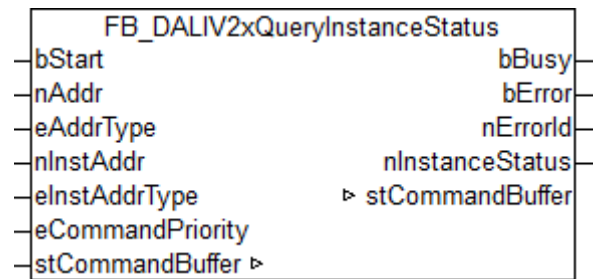 FB_DALIV2xQueryInstanceStatus
bStart bBusy
nAddr bError
eAddrType nErrorId
nInstAddr nInstanceStatus
eInstAddrType ▹ stCommandBuffer
eCommandPriority
stCommandBuffer ▹